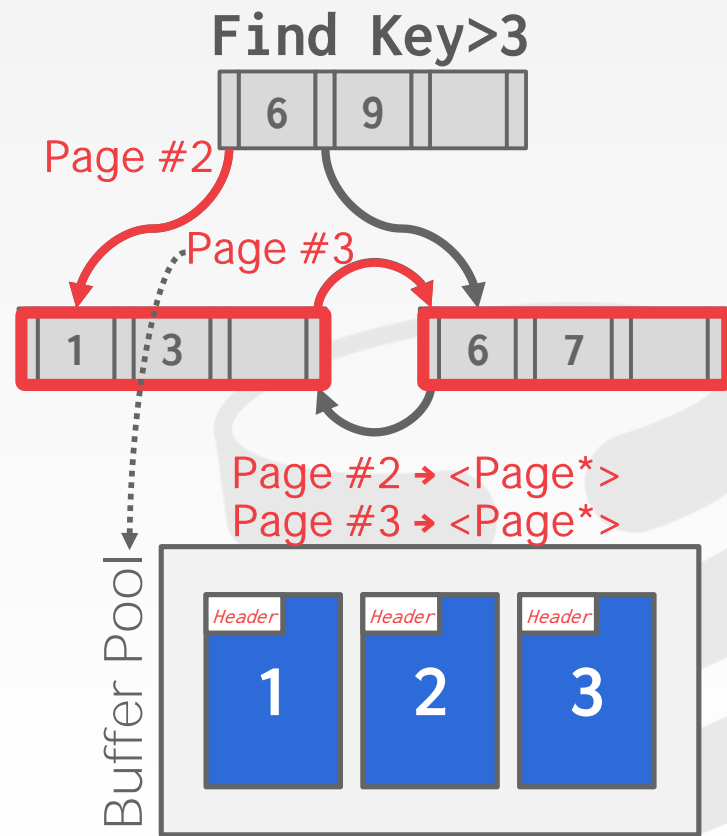 Find Key>3
6 9
Page #2
Page #3
1 3
6 7
Page #2 → <Page*>
Page #3 → <Page*>
Buffer Pool
Header Header Header
1 2 3